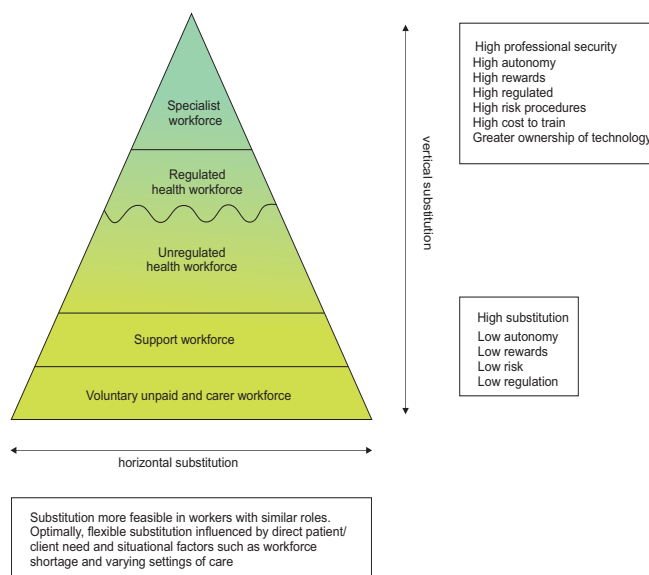 Specialist
workforce
Regulated
health workforce
Unregulated
health workforce
Support workforce
Voluntary unpaid and carer workforce
horizontal substitution
vertical substitution
High professional security
High autonomy
High rewards
High regulated
High risk procedures
High cost to train
Greater ownership of technology
High substitution
Low autonomy
Low rewards
Low risk
Low regulation
Substitution more feasible in workers with similar roles.
Optimally, flexible substitution influenced by direct patient/
client need and situational factors such as workforce
shortage and varying settings of care